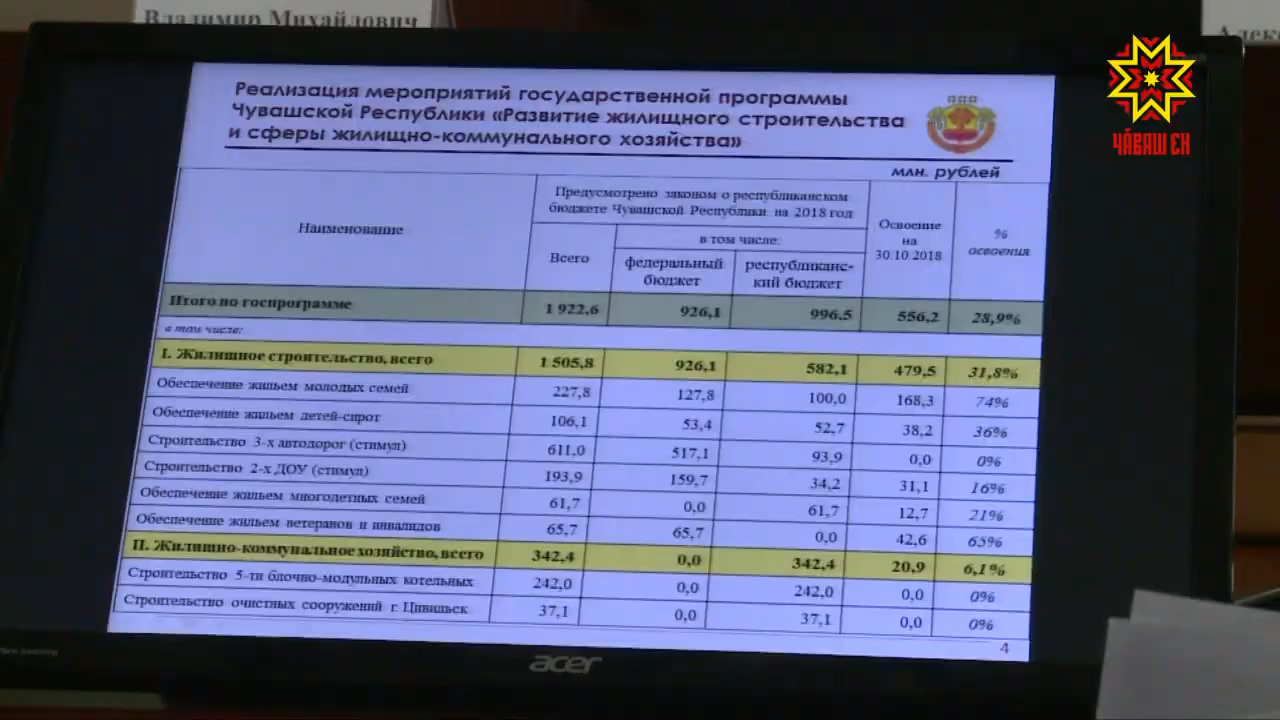 Владимир Михайлович
Реализация мероприятий государственной программы
Чувашской Республики «Развитие жилищного строительства
и сферы жилищно-коммунального хозяйства»
млн. рублей
Наименование
Предусмотрено законом о республиканском
бюджете Чувашской Республики на 2018 год
Всего
в том числе:
федеральный
бюджет
республиканс-
кий бюджет
Освоение
на
30.10.2018
%
освоения
Итого по госпрограмме 1 922,6 926,1 996,5 556,2 28,9%
в том числе:
I. Жилищное строительство, всего 1 505,8 926,1 582,1 479,5 31,8%
Обеспечение жильем молодых семей 227,8 127,8 100,0 168,3 74%
Обеспечение жильем детей-сирот 106,1 53,4 52,7 38,2 36%
Строительство 3-х автодорог (стимул) 611,0 517,1 93,9 0,0 0%
Строительство 2-х ДОУ (стимул) 193,9 159,7 34,2 31,1 16%
Обеспечение жильем многодетных семей 61,7 0,0 61,7 12,7 21%
Обеспечение жильем ветеранов и инвалидов 65,7 65,7 0,0 42,6 65%
II. Жилищно-коммунальное хозяйство, всего 342,4 0,0 342,4 20,9 6,1%
Строительство 5-ти блочно-модульных котельных 242,0 0,0 242,0 0,0 0%
Строительство очистных сооружений г. Цивильск 37,1 0,0 37,1 0,0 0%
4
acer
ЧĂВАШ ЕН